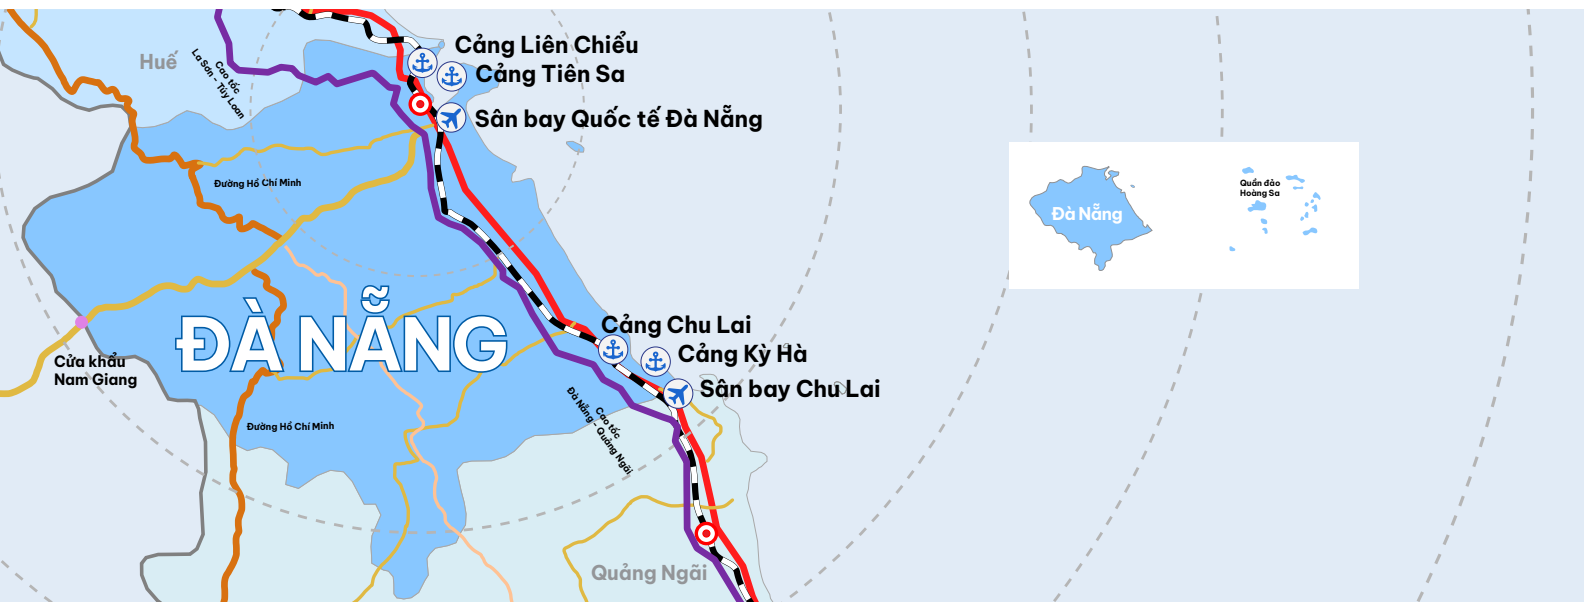 Cảng Liên Chiểu
Huế
Cảng Tiên Sa
Cao tốc
La Sơn - Túy Loan
Sân bay Quốc tế Đà Nẵng
Đường Hồ Chí Minh
Quần đảo
Hoàng Sa
Đà Nẵng
ĐÀ NẴNG
Cảng Chu Lai
Cảng Kỳ Hà
Cửa khẩu
Nam Giang
Sân bay Chu Lai
Cao tốc
Đà Nẵng - Quảng Ngãi
Đường Hồ Chí Minh
Quảng Ngãi